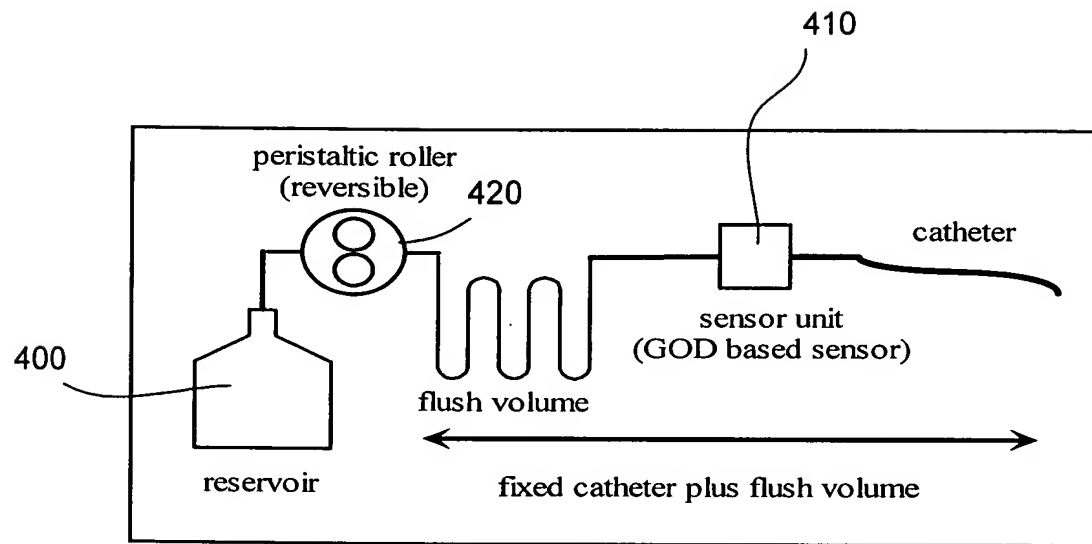 410
peristaltic roller
(reversible)
420
catheter
sensor unit
(GOD based sensor)
400
flush volume
reservoir
fixed catheter plus flush volume